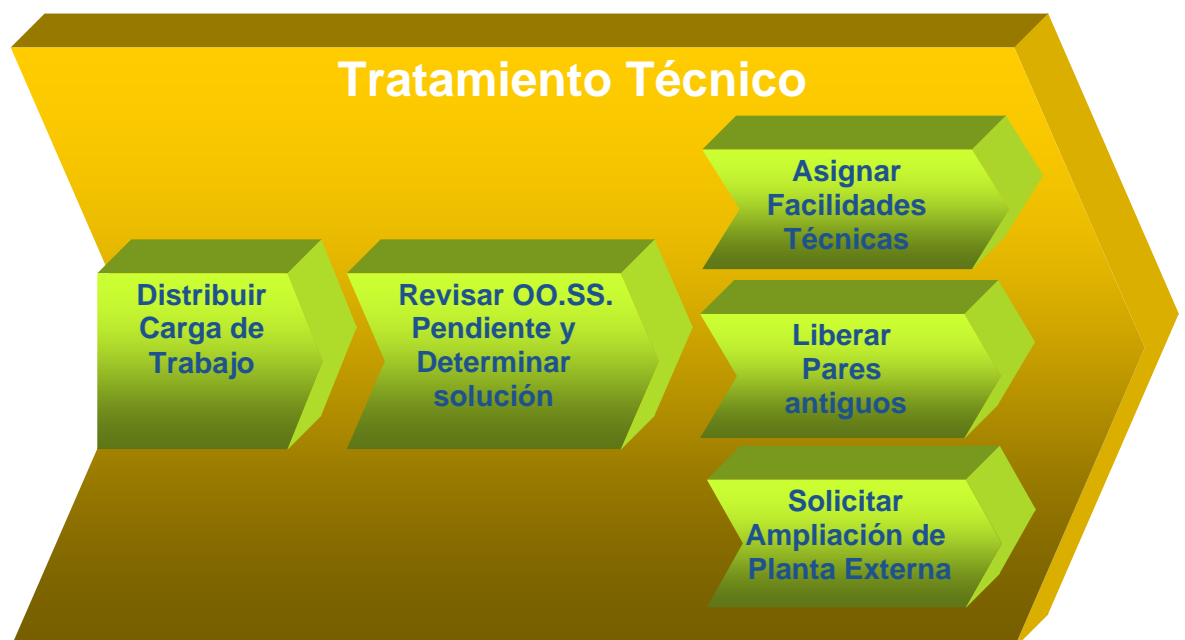 Tratamiento Técnico
Distribuir
Carga de
Trabajo
Revisar OO.SS.
Pendiente y
Determinar
solución
Asignar
Facilidades
Técnicas
Liberar
Pares
antiguos
Solicitar
Ampliación de
Planta Externa